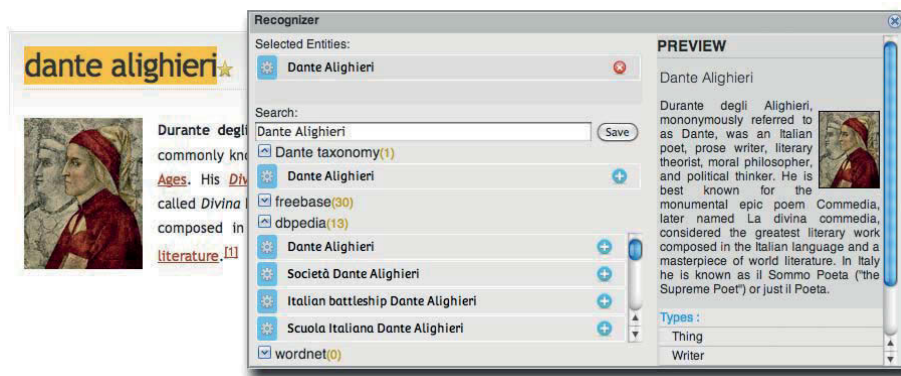 dante alighieri
Durante degli
commonly kno
Ages. His Di
called Divina
composed in
literature.[1]
Recognizer
Selected Entities:
Dante Alighieri
Search:
Dante Alighieri
Save
Dante taxonomy(1)
Dante Alighieri
freebase(30)
dbpedia(13)
Dante Alighieri
Società Dante Alighieri
Italian battleship Dante Alighieri
Scuola Italiana Dante Alighieri
wordnet(0)
PREVIEW
Dante Alighieri
Durante degli Alighieri,
mononymously referred to
as Dante, was an Italian
poet, prose writer, literary
theorist, moral philosopher,
and political thinker. He is
best known for the
monumental epic poem Commedia,
later named La divina commedia,
considered the greatest literary work
composed in the Italian language and a
masterpiece of world literature. In Italy
he is known as il Sommo Poeta ("the
Supreme Poet") or just il Poeta.
Types :
Thing
Writer